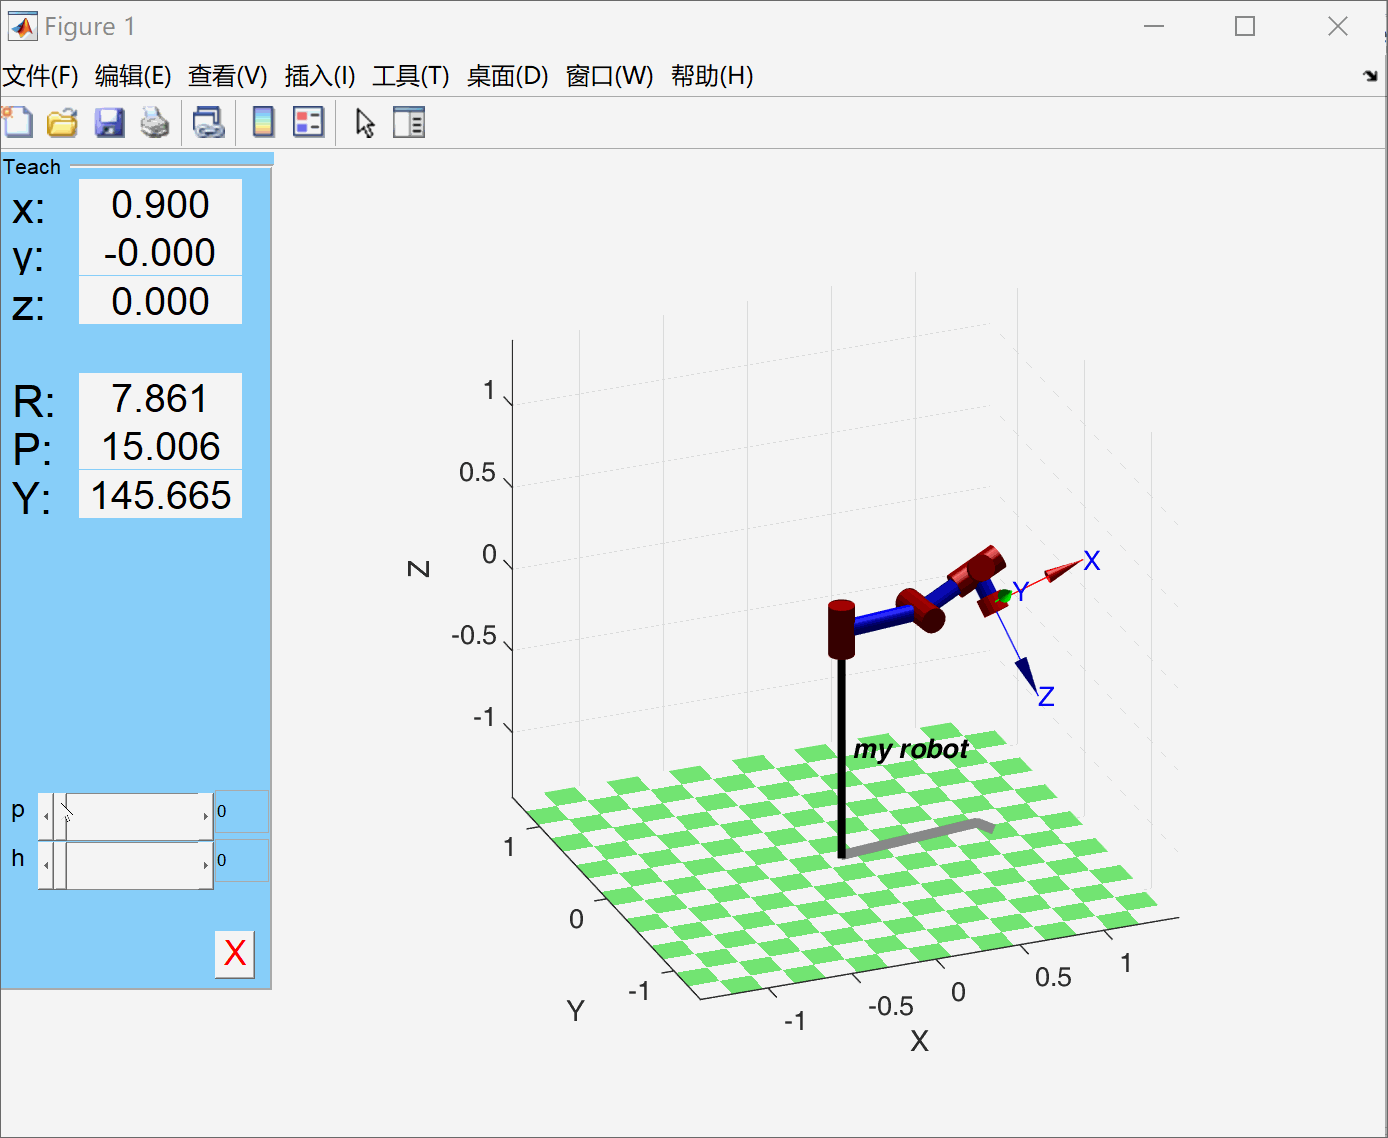 Figure 1
文件(F) 编辑(E) 查看(V) 插入(I) 工具(T) 桌面(D) 窗口(W) 帮助(H)
Teach
x: 0.900
y: -0.000
z: 0.000
R: 7.861
P: 15.006
Y: 145.665
p 0
h 0
X
1
0.5
0
-0.5
-1
Z
X
Y
Z
my robot
1
0
-1
Y
-1
-0.5
0
0.5
1
X